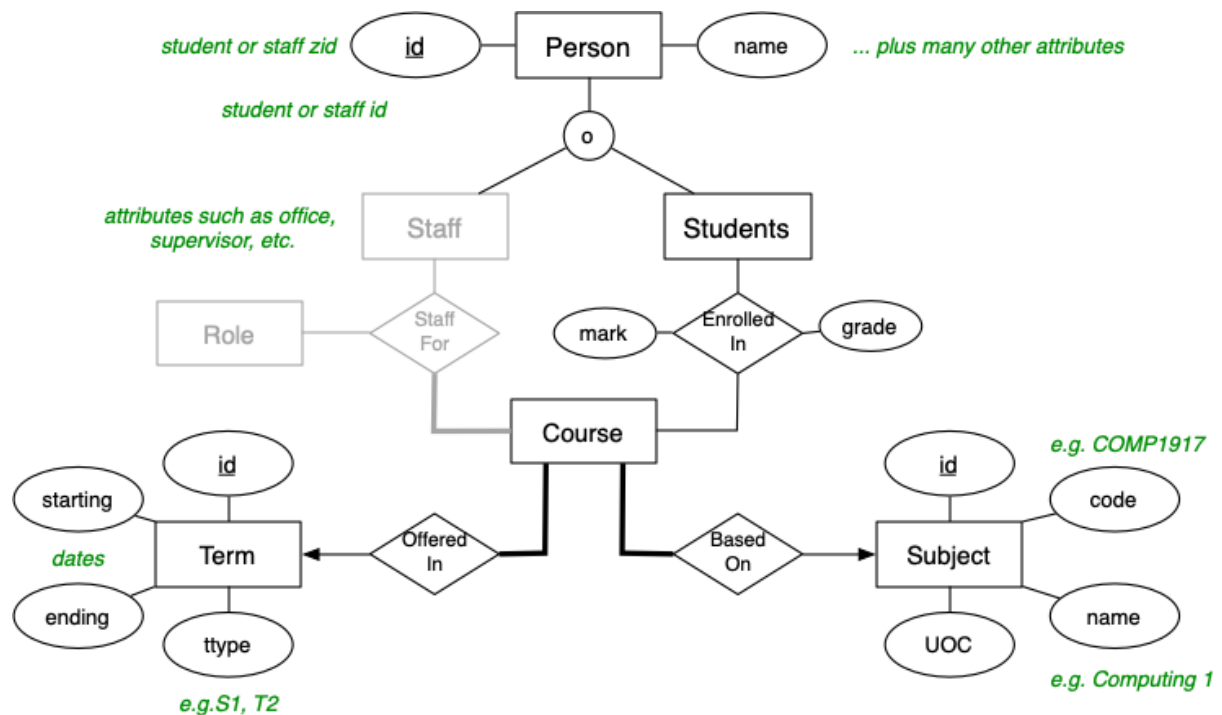 student or staff zid
id
Person
name
... plus many other attributes
student or staff id
o
attributes such as office,
supervisor, etc.
Staff
Students
Role
Staff
For
mark
Enrolled
In
grade
Course
id
starting
Term
dates
ending
ttype
e.g.S1, T2
Offered
In
Based
On
id
e.g. COMP1917
code
Subject
name
UOC
e.g. Computing 1